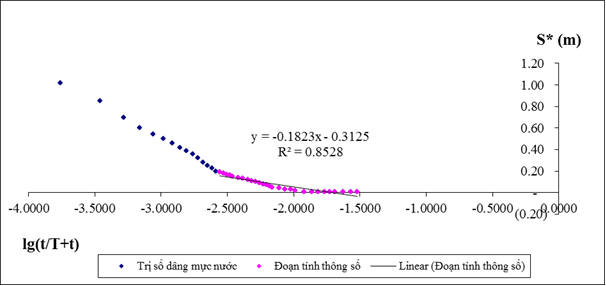 S* (m)
1.20
1.00
0.80
0.60
0.40
0.20
-
(0.20)
y = -0.1823x - 0.3125
R² = 0.8528
-4.0000 -3.5000 -3.0000 -2.5000 -2.0000 -1.5000 -1.0000 -0.5000 0.0000
lg(t/T+t)
Trị số dâng mực nước Đoạn tính thông số Linear (Đoạn tính thông số)